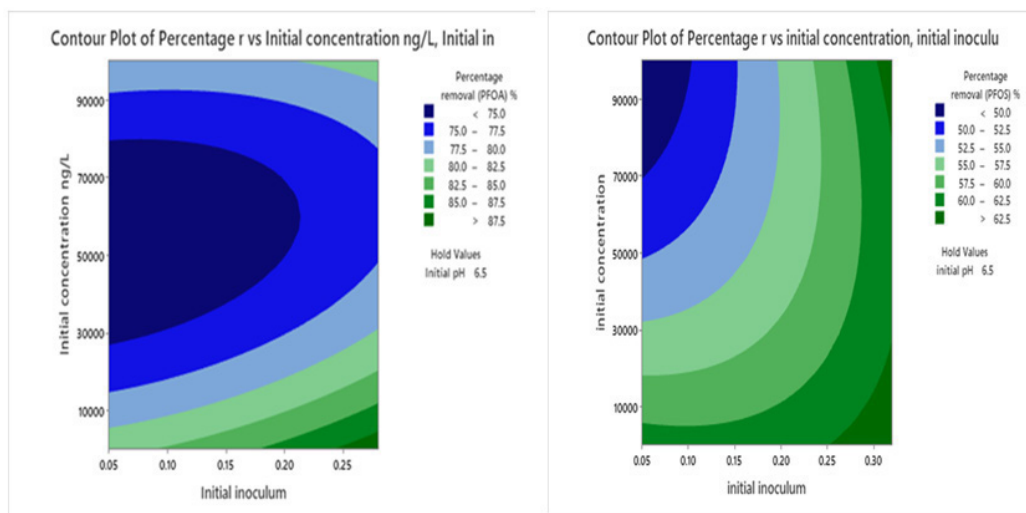 Contour Plot of Percentage r vs Initial concentration ng/L, Initial in
Percentage
removal (PFOA) %
< 75.0
75.0 – 77.5
77.5 – 80.0
80.0 – 82.5
82.5 – 85.0
85.0 – 87.5
> 87.5
Hold Values
Initial pH 6.5
Initial concentration ng/L
90000
70000
50000
30000
10000
0.05 0.10 0.15 0.20 0.25
Initial inoculum
Contour Plot of Percentage r vs initial concentration, initial inoculu
Percentage
removal (PFOS) %
< 50.0
50.0 – 52.5
52.5 – 55.0
55.0 – 57.5
57.5 – 60.0
60.0 – 62.5
> 62.5
Hold Values
initial pH 6.5
initial concentration
90000
70000
50000
30000
10000
0.05 0.10 0.15 0.20 0.25 0.30
initial inoculum